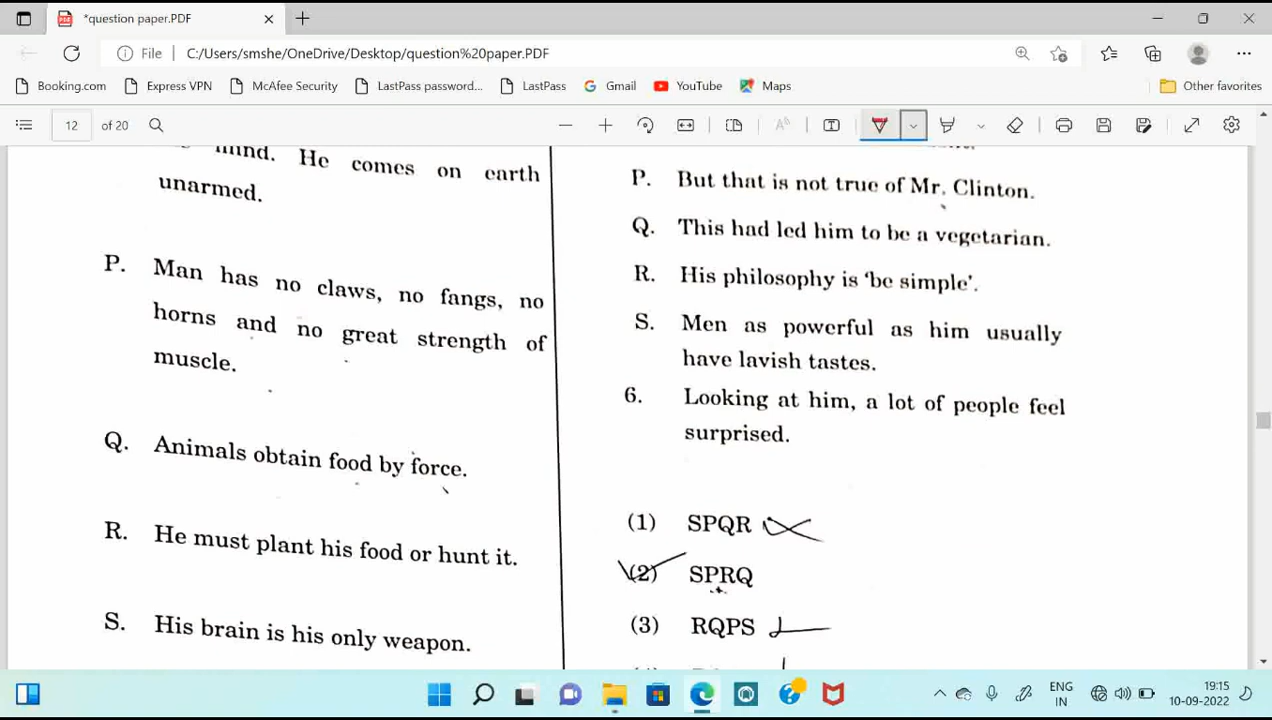 *question paper.PDF
File
C:/Users/smshe/OneDrive/Desktop/question%20paper.PDF
Booking.com
Express VPN
McAfee Security
LastPass password...
LastPass
Gmail
YouTube
Maps
Other favorites
12 of 20
mind. He comes on earth
unarmed.
P. Man has no claws, no fangs, no
horns and no great strength of
muscle.
Q. Animals obtain food by force.
R. He must plant his food or hunt it.
S. His brain is his only weapon.
P. But that is not true of Mr. Clinton.
Q. This had led him to be a vegetarian.
R. His philosophy is 'be simple'.
S. Men as powerful as him usually
have lavish tastes.
6. Looking at him, a lot of people feel
surprised.
(1) SPQR
(2) SPRQ
(3) RQPS
ENG
IN
19:15
10-09-2022